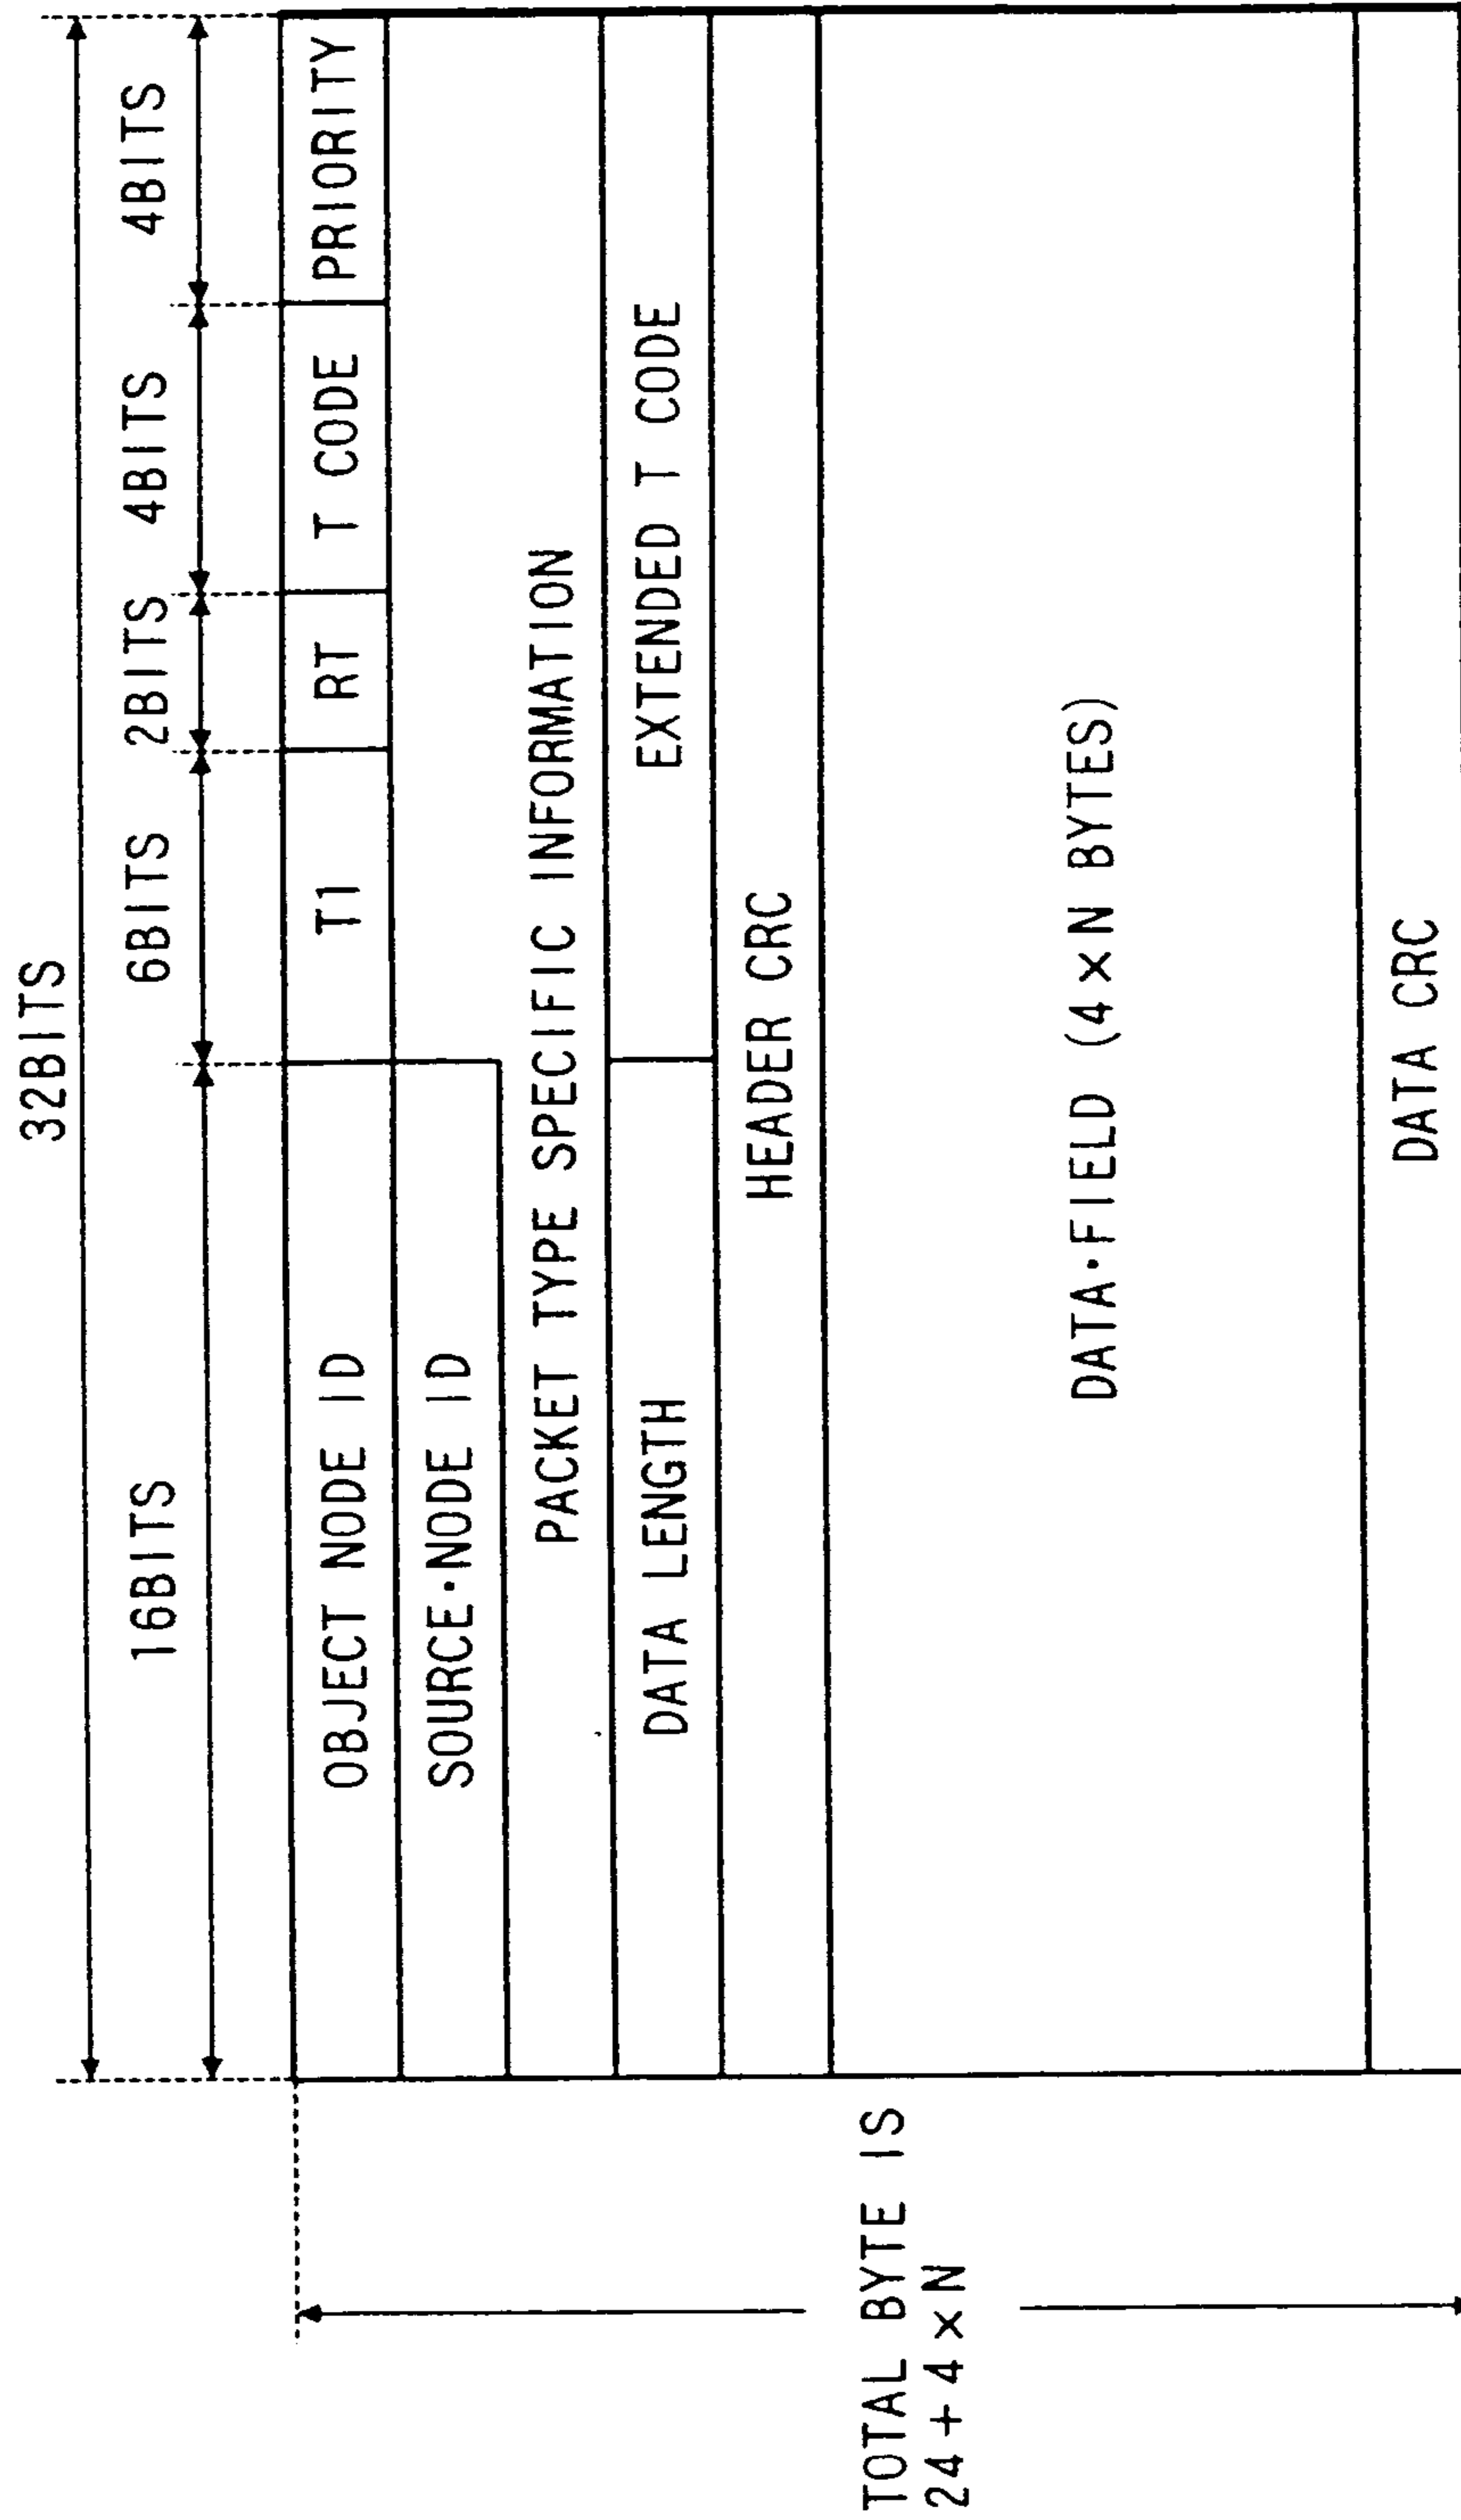 32BITS
16BITS
6BITS
2BITS
4BITS
4BITS
OBJECT NODE ID
T1
RT
T CODE
PRIORITY
SOURCE·NODE ID
PACKET TYPE SPECIFIC INFORMATION
DATA LENGTH
EXTENDED T CODE
HEADER CRC
DATA·FIELD (4×N BYTES)
DATA CRC
TOTAL BYTE IS
24+4×N